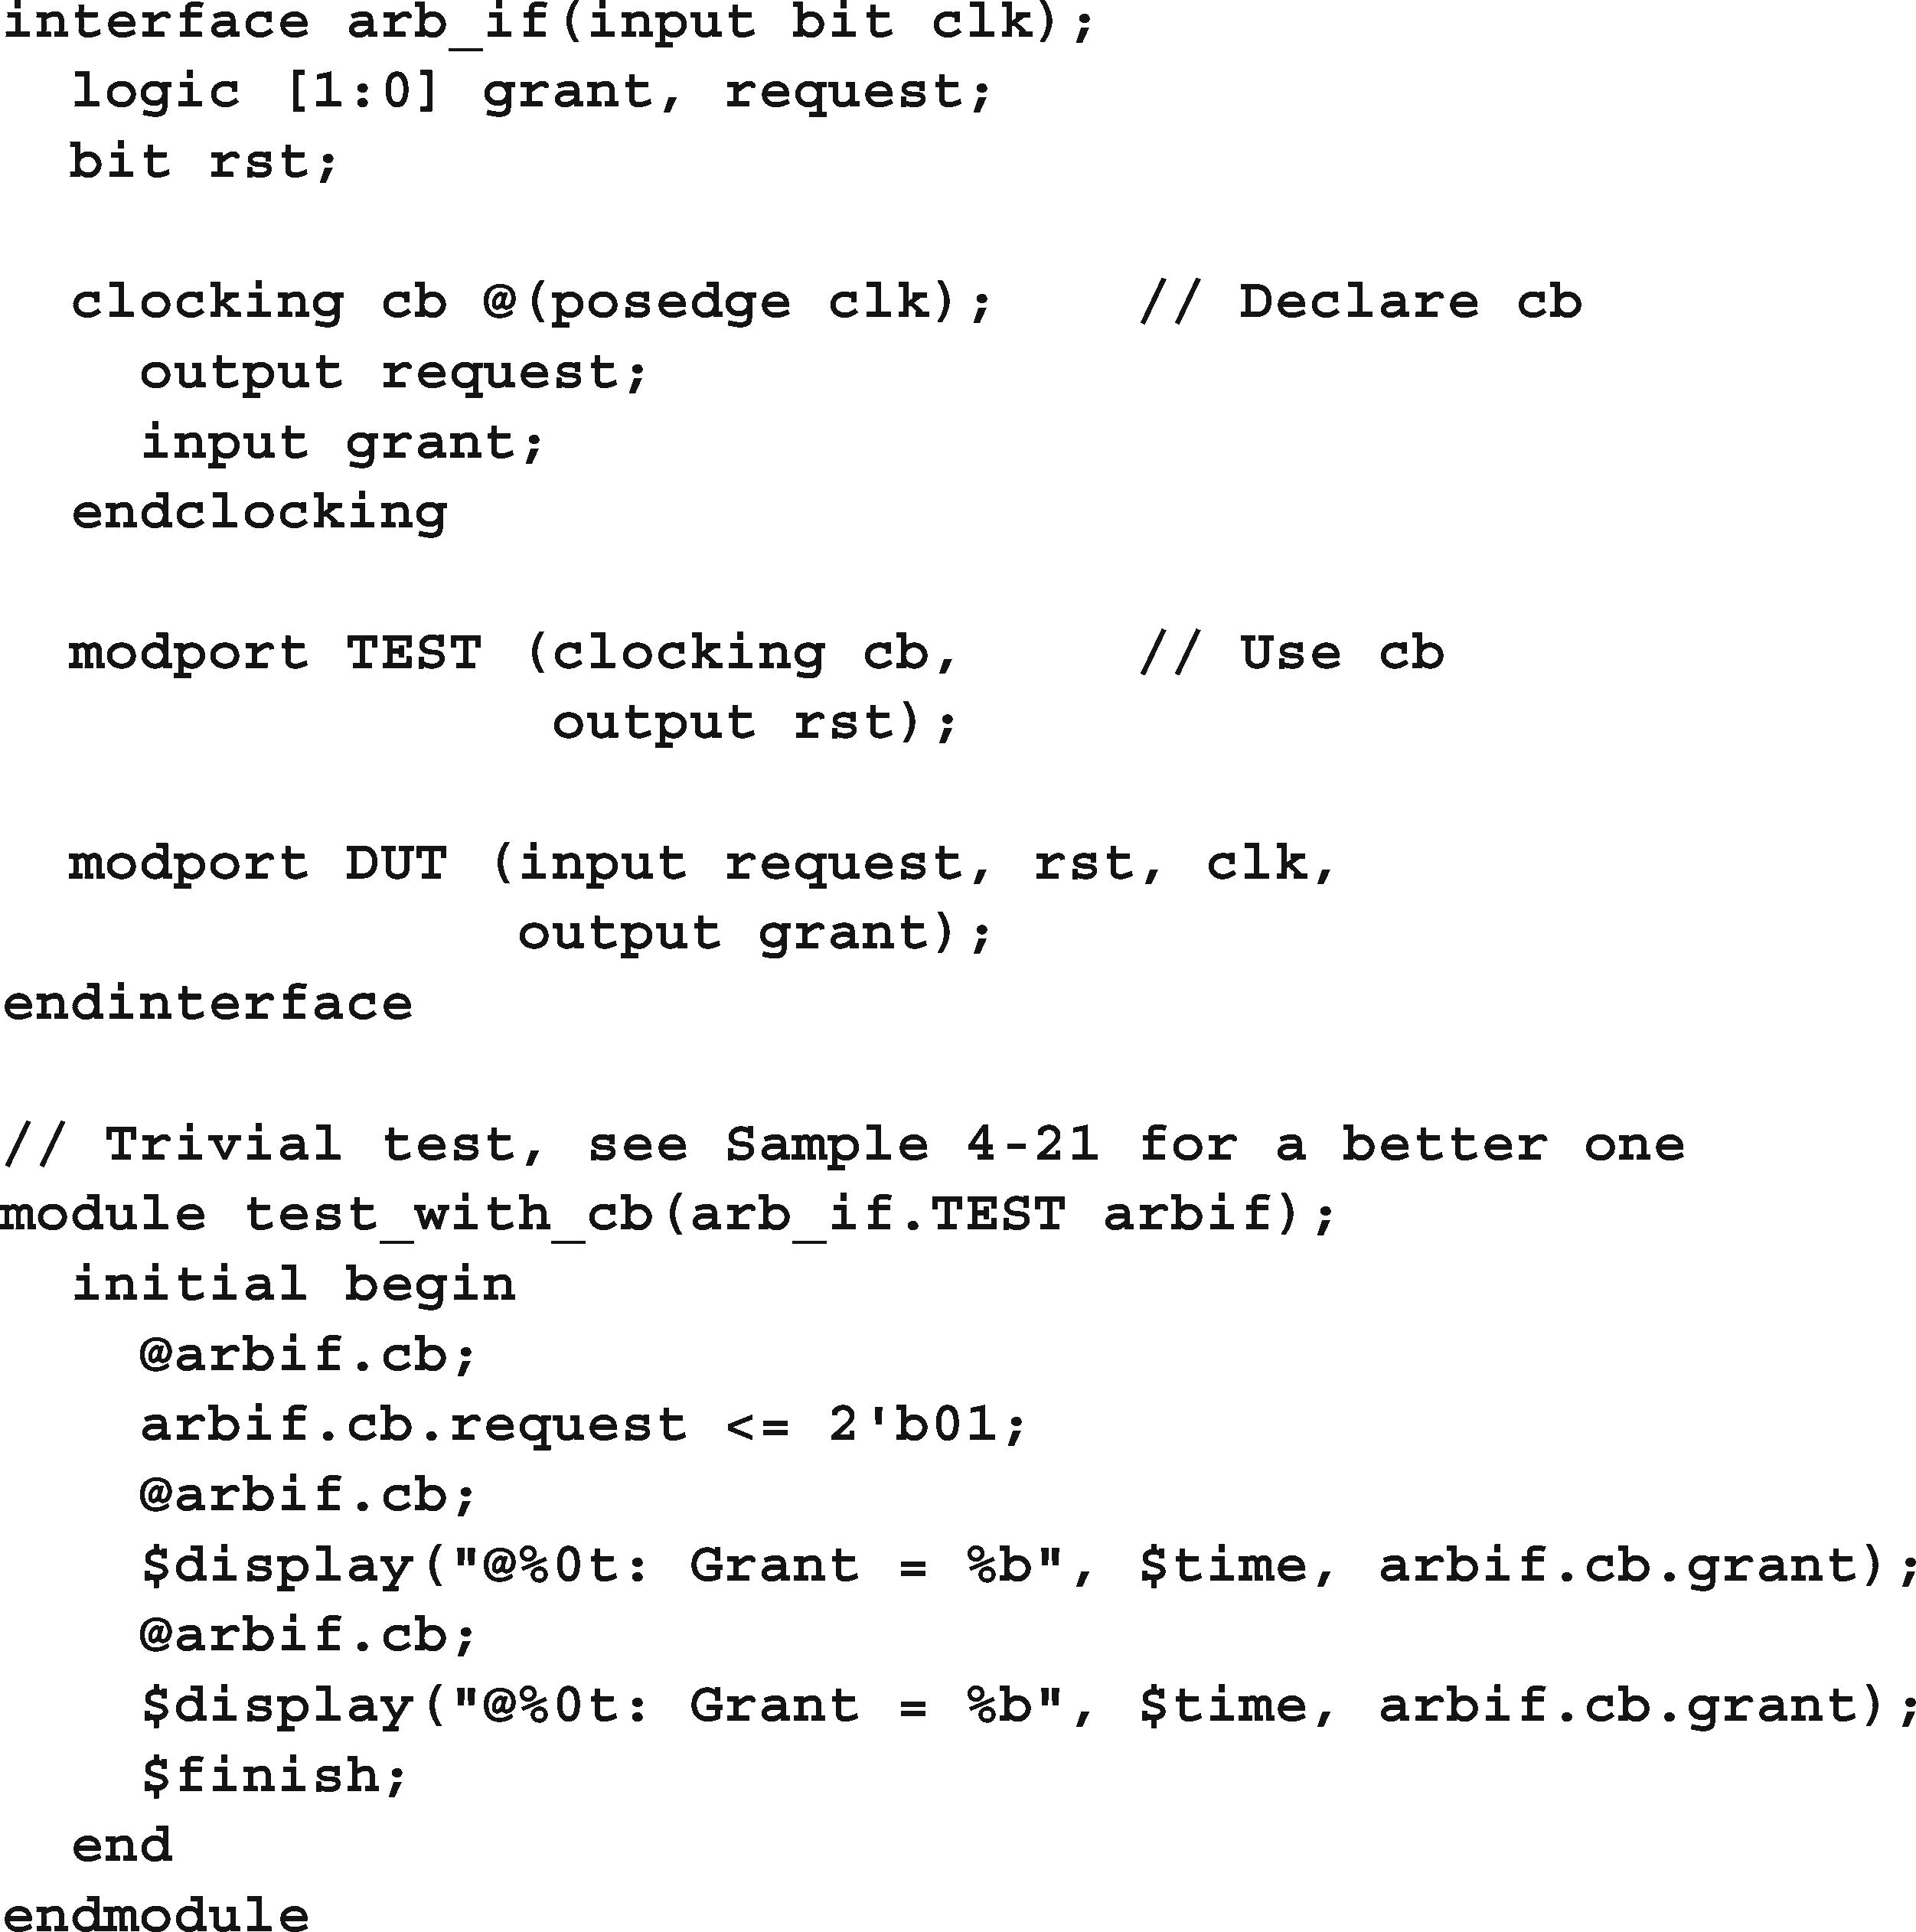 interface arb_if(input bit clk);
  logic [1:0] grant, request;
  bit rst;

  clocking cb @(posedge clk);    // Declare cb
    output request;
    input grant;
  endclocking

  modport TEST (clocking cb,     // Use cb
                output rst);

  modport DUT (input request, rst, clk,
               output grant);
endinterface

// Trivial test, see Sample 4-21 for a better one
module test_with_cb(arb_if.TEST arbif);
  initial begin
    @arbif.cb;
    arbif.cb.request <= 2'b01;
    @arbif.cb;
    $display("@%0t: Grant = %b", $time, arbif.cb.grant);
    @arbif.cb;
    $display("@%0t: Grant = %b", $time, arbif.cb.grant);
    $finish;
  end
endmodule